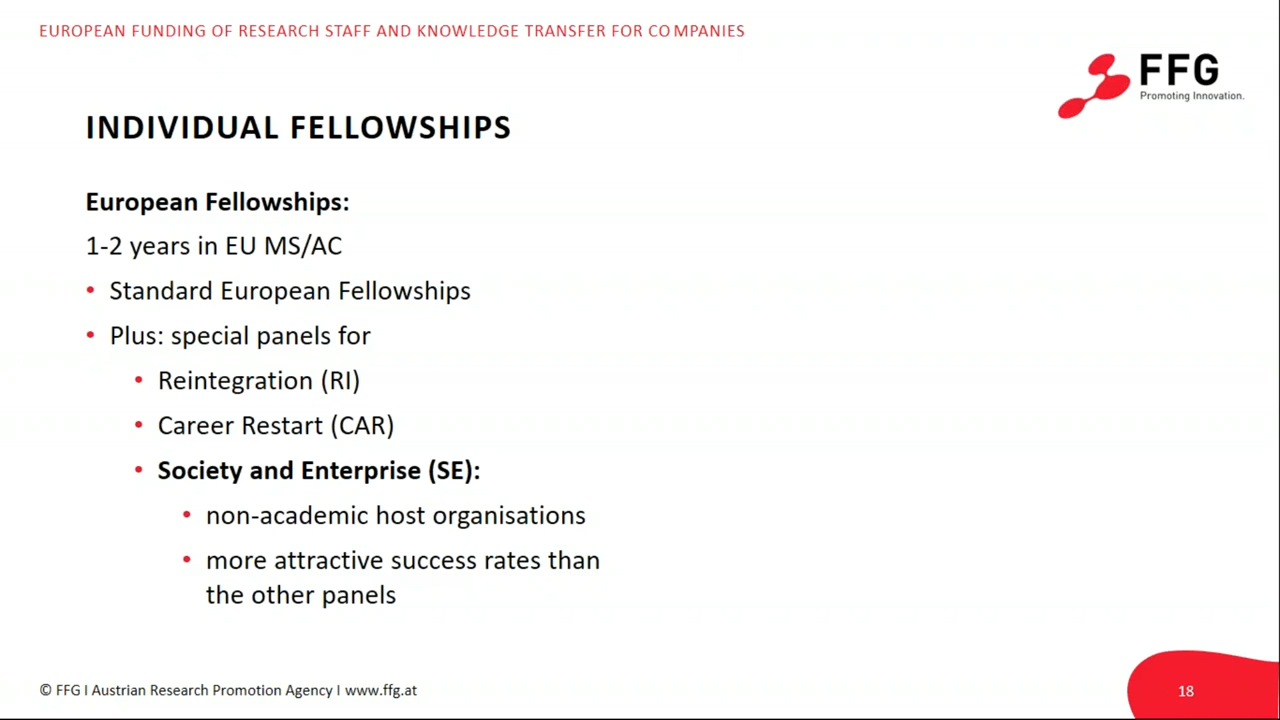 EUROPEAN FUNDING OF RESEARCH STAFF AND KNOWLEDGE TRANSFER FOR COMPANIES
FFG
Promoting Innovation.
INDIVIDUAL FELLOWSHIPS
European Fellowships:
1-2 years in EU MS/AC
• Standard European Fellowships
• Plus: special panels for
• Reintegration (RI)
• Career Restart (CAR)
• Society and Enterprise (SE):
• non-academic host organisations
• more attractive success rates than
the other panels
© FFG I Austrian Research Promotion Agency I www.ffg.at
18